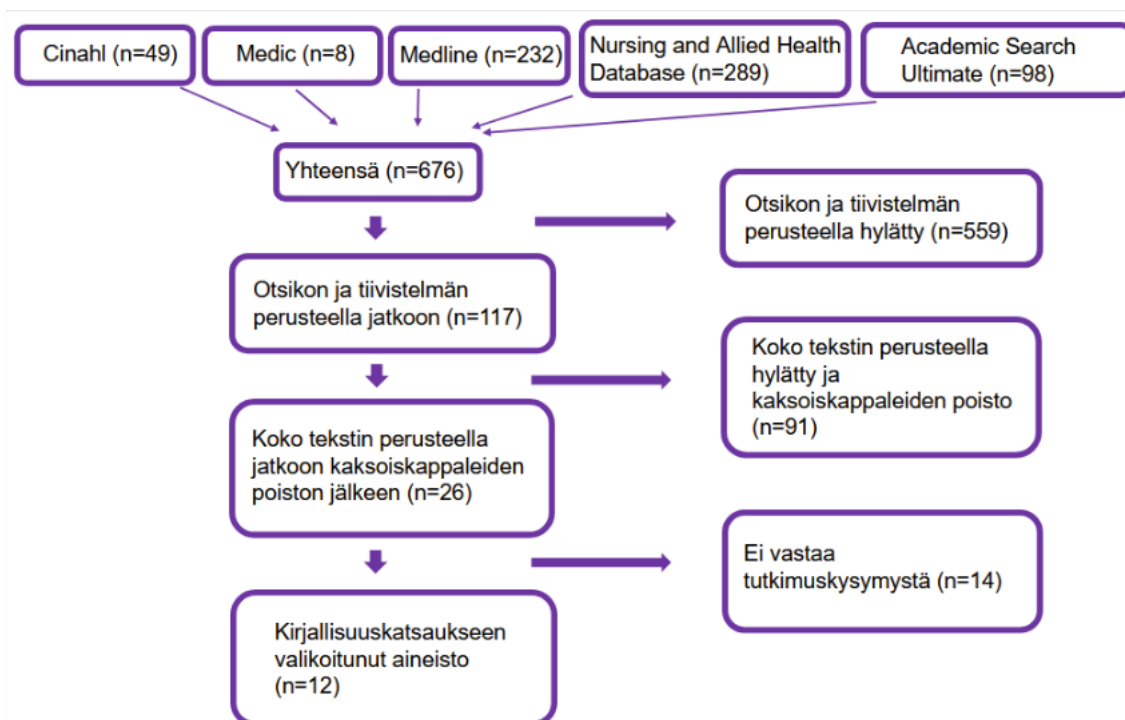 Cinahl (n=49)
Medic (n=8)
Medline (n=232)
Nursing and Allied Health
Database (n=289)
Academic Search
Ultimate (n=98)
Yhteensä (n=676)
Otsikon ja tiivistelmän
perusteella hylätty (n=559)
Otsikon ja tiivistelmän
perusteella jatkoon (n=117)
Koko tekstin perusteella
hylätty ja
kaksoiskappaleiden poisto
(n=91)
Koko tekstin perusteella
jatkoon kaksoiskappaleiden
poiston jälkeen (n=26)
Ei vastaa
tutkimuskysymystä (n=14)
Kirjallisuuskatsaukseen
valikoitunut aineisto
(n=12)